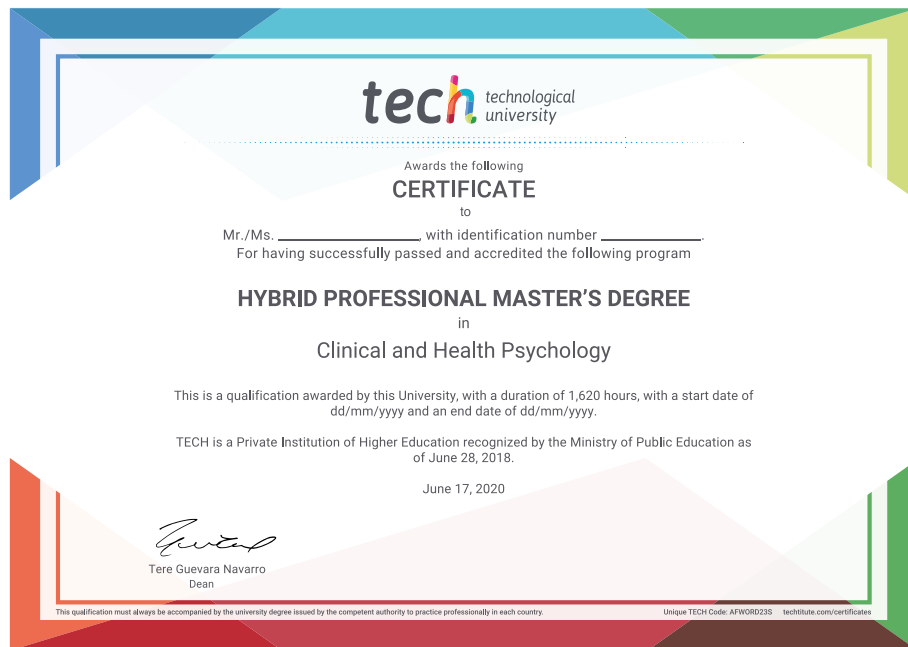 tech technological
university
Awards the following
CERTIFICATE
to
Mr./Ms. ____________________, with identification number ______________.
For having successfully passed and accredited the following program
HYBRID PROFESSIONAL MASTER'S DEGREE
in
Clinical and Health Psychology
This is a qualification awarded by this University, with a duration of 1,620 hours, with a start date of
dd/mm/yyyy and an end date of dd/mm/yyyy.
TECH is a Private Institution of Higher Education recognized by the Ministry of Public Education as
of June 28, 2018.
June 17, 2020
Tere Guevara Navarro
Dean
This qualification must always be accompanied by the university degree issued by the competent authority to practice professionally in each country. Unique TECH Code: AFWORD23S techtitute.com/certificates